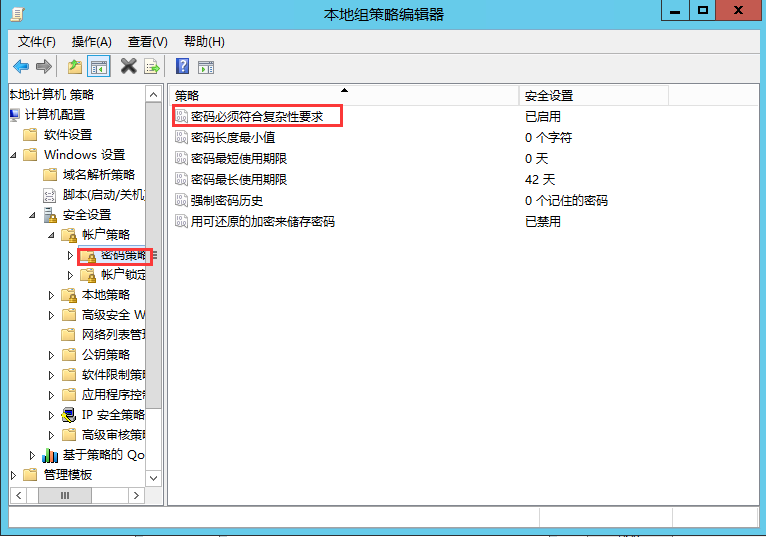 本地组策略编辑器
文件(F) 操作(A) 查看(V) 帮助(H)
本地计算机 策略
计算机配置
软件设置
Windows 设置
域名解析策略
脚本(启动/关机
安全设置
帐户策略
密码策略
帐户锁定
本地策略
高级安全 W
网络列表管
公钥策略
软件限制策
应用程序控
IP 安全策略
高级审核策
基于策略的 Qo
管理模板
策略 安全设置
密码必须符合复杂性要求 已启用
密码长度最小值 0 个字符
密码最短使用期限 0 天
密码最长使用期限 42 天
强制密码历史 0 个记住的密码
用可还原的加密来储存密码 已禁用